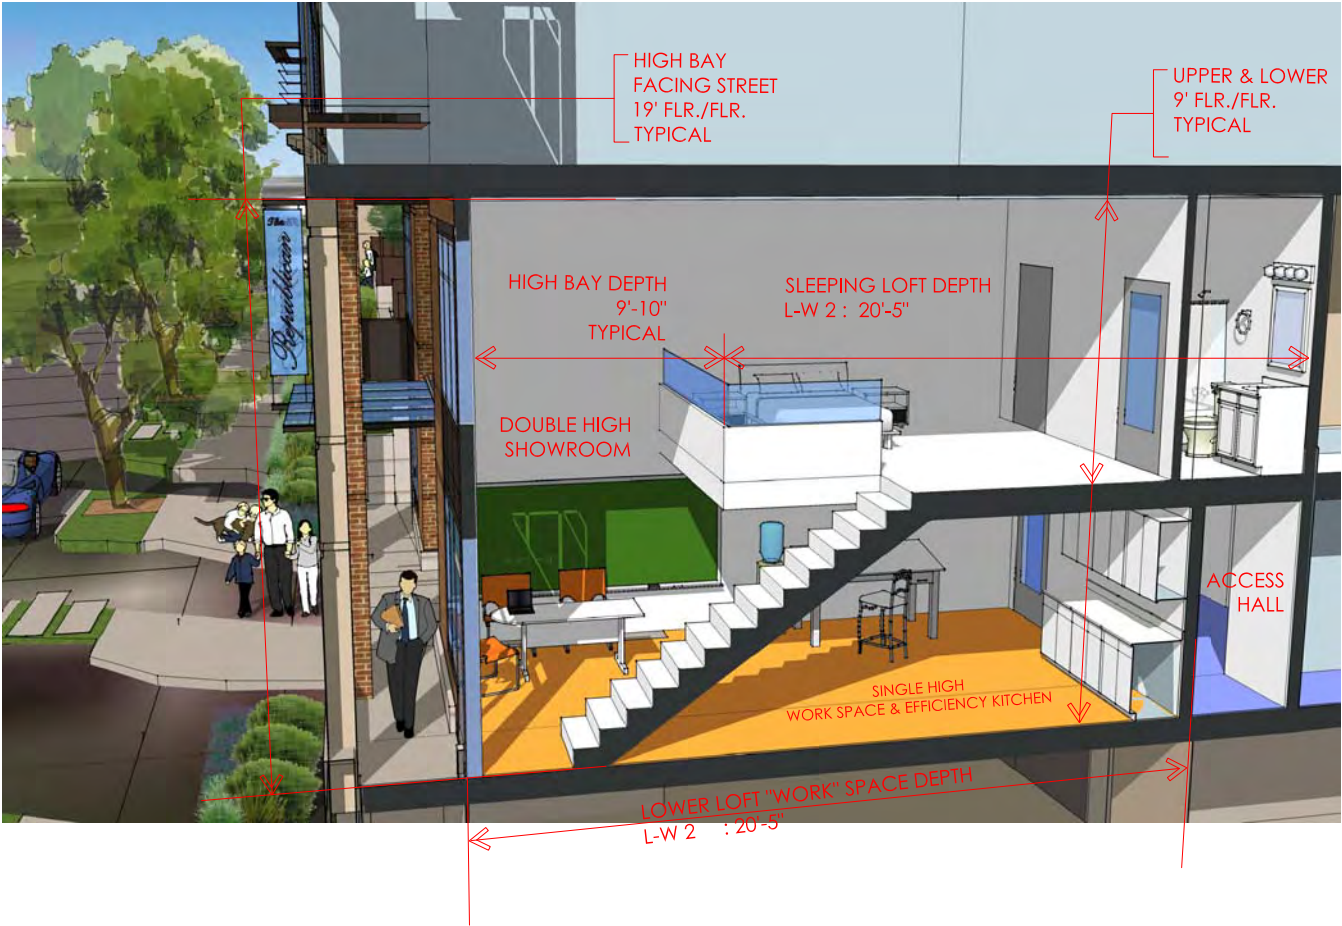 HIGH BAY
FACING STREET
19' FLR./FLR.
TYPICAL
UPPER & LOWER
9' FLR./FLR.
TYPICAL
The
Republican
HIGH BAY DEPTH
9'-10"
TYPICAL
SLEEPING LOFT DEPTH
L-W 2 : 20'-5"
DOUBLE HIGH
SHOWROOM
ACCESS
HALL
SINGLE HIGH
WORK SPACE & EFFICIENCY KITCHEN
LOWER LOFT "WORK" SPACE DEPTH
L-W 2 : 20'-5"